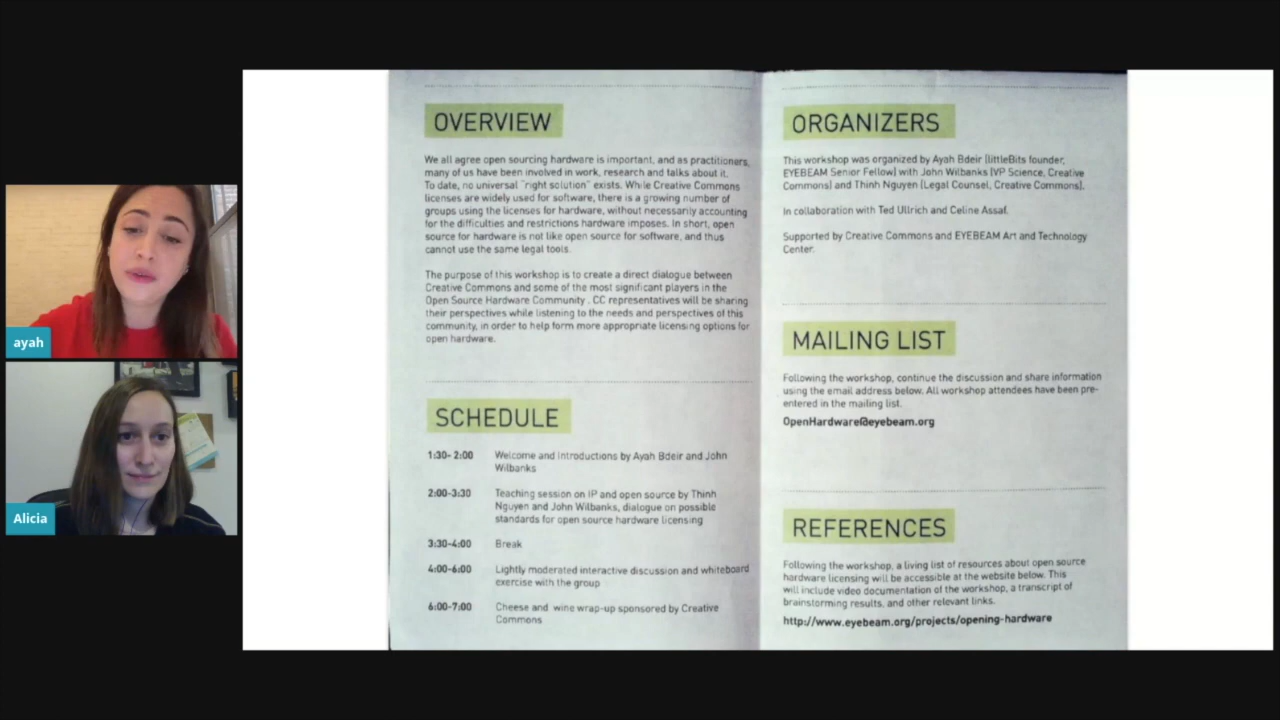 ayah
Alicia
OVERVIEW
We all agree open sourcing hardware is important, and as practitioners,
many of us have been involved in work, research and talks about it.
To date, no universal "right solution" exists. While Creative Commons
licenses are widely used for software, there is a growing number of
groups using the licenses for hardware, without necessarily accounting
for the difficulties and restrictions hardware imposes. In short, open
source for hardware is not like open source for software, and thus
cannot use the same legal tools.
The purpose of this workshop is to create a direct dialogue between
Creative Commons and some of the most significant players in the
Open Source Hardware Community . CC representatives will be sharing
their perspectives while listening to the needs and perspectives of this
community, in order to help form more appropriate licensing options for
open hardware.
SCHEDULE
1:30- 2:00 Welcome and Introductions by Ayah Bdeir and John
Wilbanks
2:00-3:30 Teaching session on IP and open source by Thinh
Nguyen and John Wilbanks, dialogue on possible
standards for open source hardware licensing
3:30-4:00 Break
4:00-6:00 Lightly moderated interactive discussion and whiteboard
exercise with the group
6:00-7:00 Cheese and wine wrap-up sponsored by Creative
Commons
ORGANIZERS
This workshop was organized by Ayah Bdeir (littleBits founder,
EYEBEAM Senior Fellow) with John Wilbanks (VP Science, Creative
Commons) and Thinh Nguyen (Legal Counsel, Creative Commons).
In collaboration with Ted Ullrich and Celine Assaf.
Supported by Creative Commons and EYEBEAM Art and Technology
Center.
MAILING LIST
Following the workshop, continue the discussion and share information
using the email address below. All workshop attendees have been pre-
entered in the mailing list.
OpenHardware@eyebeam.org
REFERENCES
Following the workshop, a living list of resources about open source
hardware licensing will be accessible at the website below. This
will include video documentation of the workshop, a transcript of
brainstorming results, and other relevant links.
http://www.eyebeam.org/projects/opening-hardware